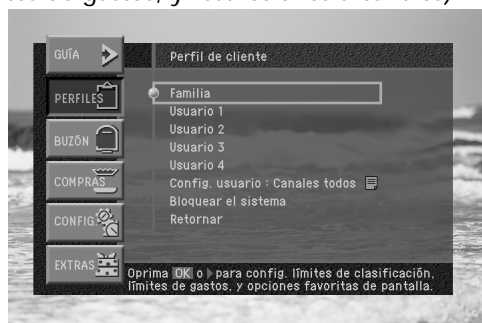 GUÍA
Perfil de cliente
PERFILES
Familia
Usuario 1
BUZÓN
Usuario 2
Usuario 3
Usuario 4
COMPRAS
Config. usuario : Canales todos
Bloquear el sistema
CONFIG.
Retornar
EXTRAS
Oprima OK o para config. límites de clasificación,
límites de gastos, y opciones favoritas de pantalla.